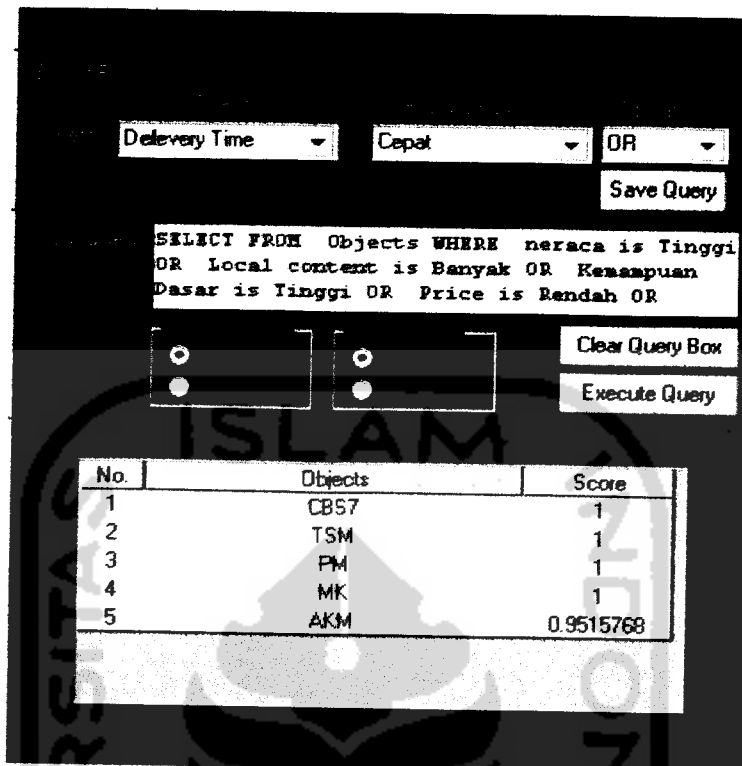 Delevery Time Cepat OR
Save Query
SELECT FROM Objects WHERE neraca is Tinggi
OR Local content is Banyak OR Kemampuan
Dasar is Tinggi OR Price is Rendah OR
Clear Query Box
Execute Query
ISLAM
No. Objects Score
1 CBS7 1
2 TSM 1
3 PM 1
4 MK 1
5 AKM 0.9515768